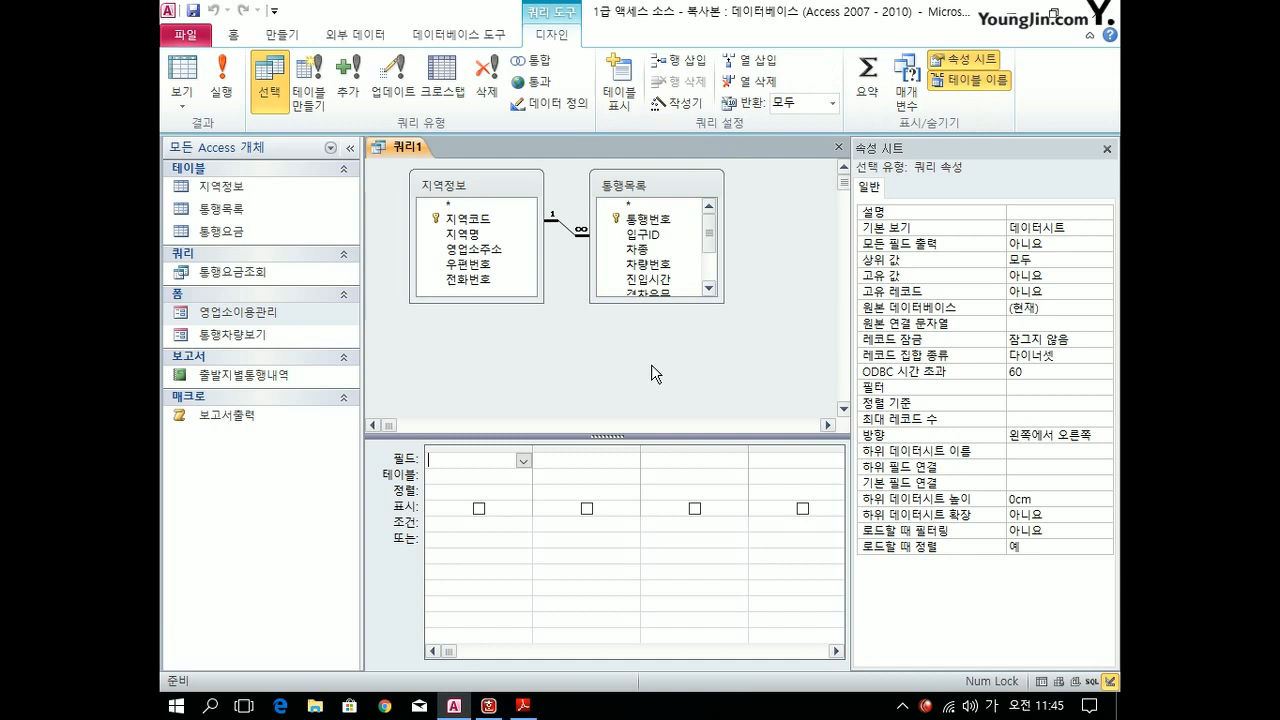 쿼리 도구
1급 액세스 소스 - 복사본 : 데이터베이스 (Access 2007 - 2010) - Micros...
YoungJin.com Y.
파일
홈
만들기
외부 데이터
데이터베이스 도구
디자인
보기
실행
결과
선택
테이블 만들기
추가
업데이트
크로스탭
삭제
통합
통과
데이터 정의
쿼리 유형
테이블 표시
행 삽입
행 삭제
작성기
열 삽입
열 삭제
반환: 모두
쿼리 설정
요약
매개 변수
속성 시트
테이블 이름
표시/숨기기
모든 Access 개체
테이블
지역정보
통행목록
통행요금
쿼리
통행요금조회
폼
영업소이용관리
통행차량보기
보고서
출발지별통행내역
매크로
보고서출력
쿼리1
지역정보
*
지역코드
지역명
영업소주소
우편번호
전화번호
1
∞
통행목록
*
통행번호
입구ID
차종
차량번호
진입시간
필드:
테이블:
정렬:
표시:
조건:
또는:
속성 시트
선택 유형: 쿼리 속성
일반
설명
기본 보기 데이터시트
모든 필드 출력 아니요
상위 값 모두
고유 값 아니요
고유 레코드 아니요
원본 데이터베이스 (현재)
원본 연결 문자열
레코드 잠금 잠그지 않음
레코드 집합 종류 다이너셋
ODBC 시간 초과 60
필터
정렬 기준
최대 레코드 수
방향 왼쪽에서 오른쪽
하위 데이터시트 이름
하위 필드 연결
기본 필드 연결
하위 데이터시트 높이 0cm
하위 데이터시트 확장 아니요
로드할 때 필터링 아니요
로드할 때 정렬 예
준비
Num Lock
SQL
가
오전 11:45